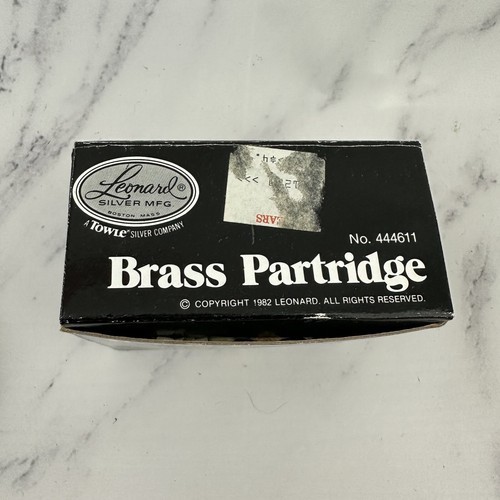 Leonard®
SILVER MFG.
BOSTON MASS
A TOWLE® SILVER COMPANY
No. 444611
Brass Partridge
© COPYRIGHT 1982 LEONARD. ALL RIGHTS RESERVED.